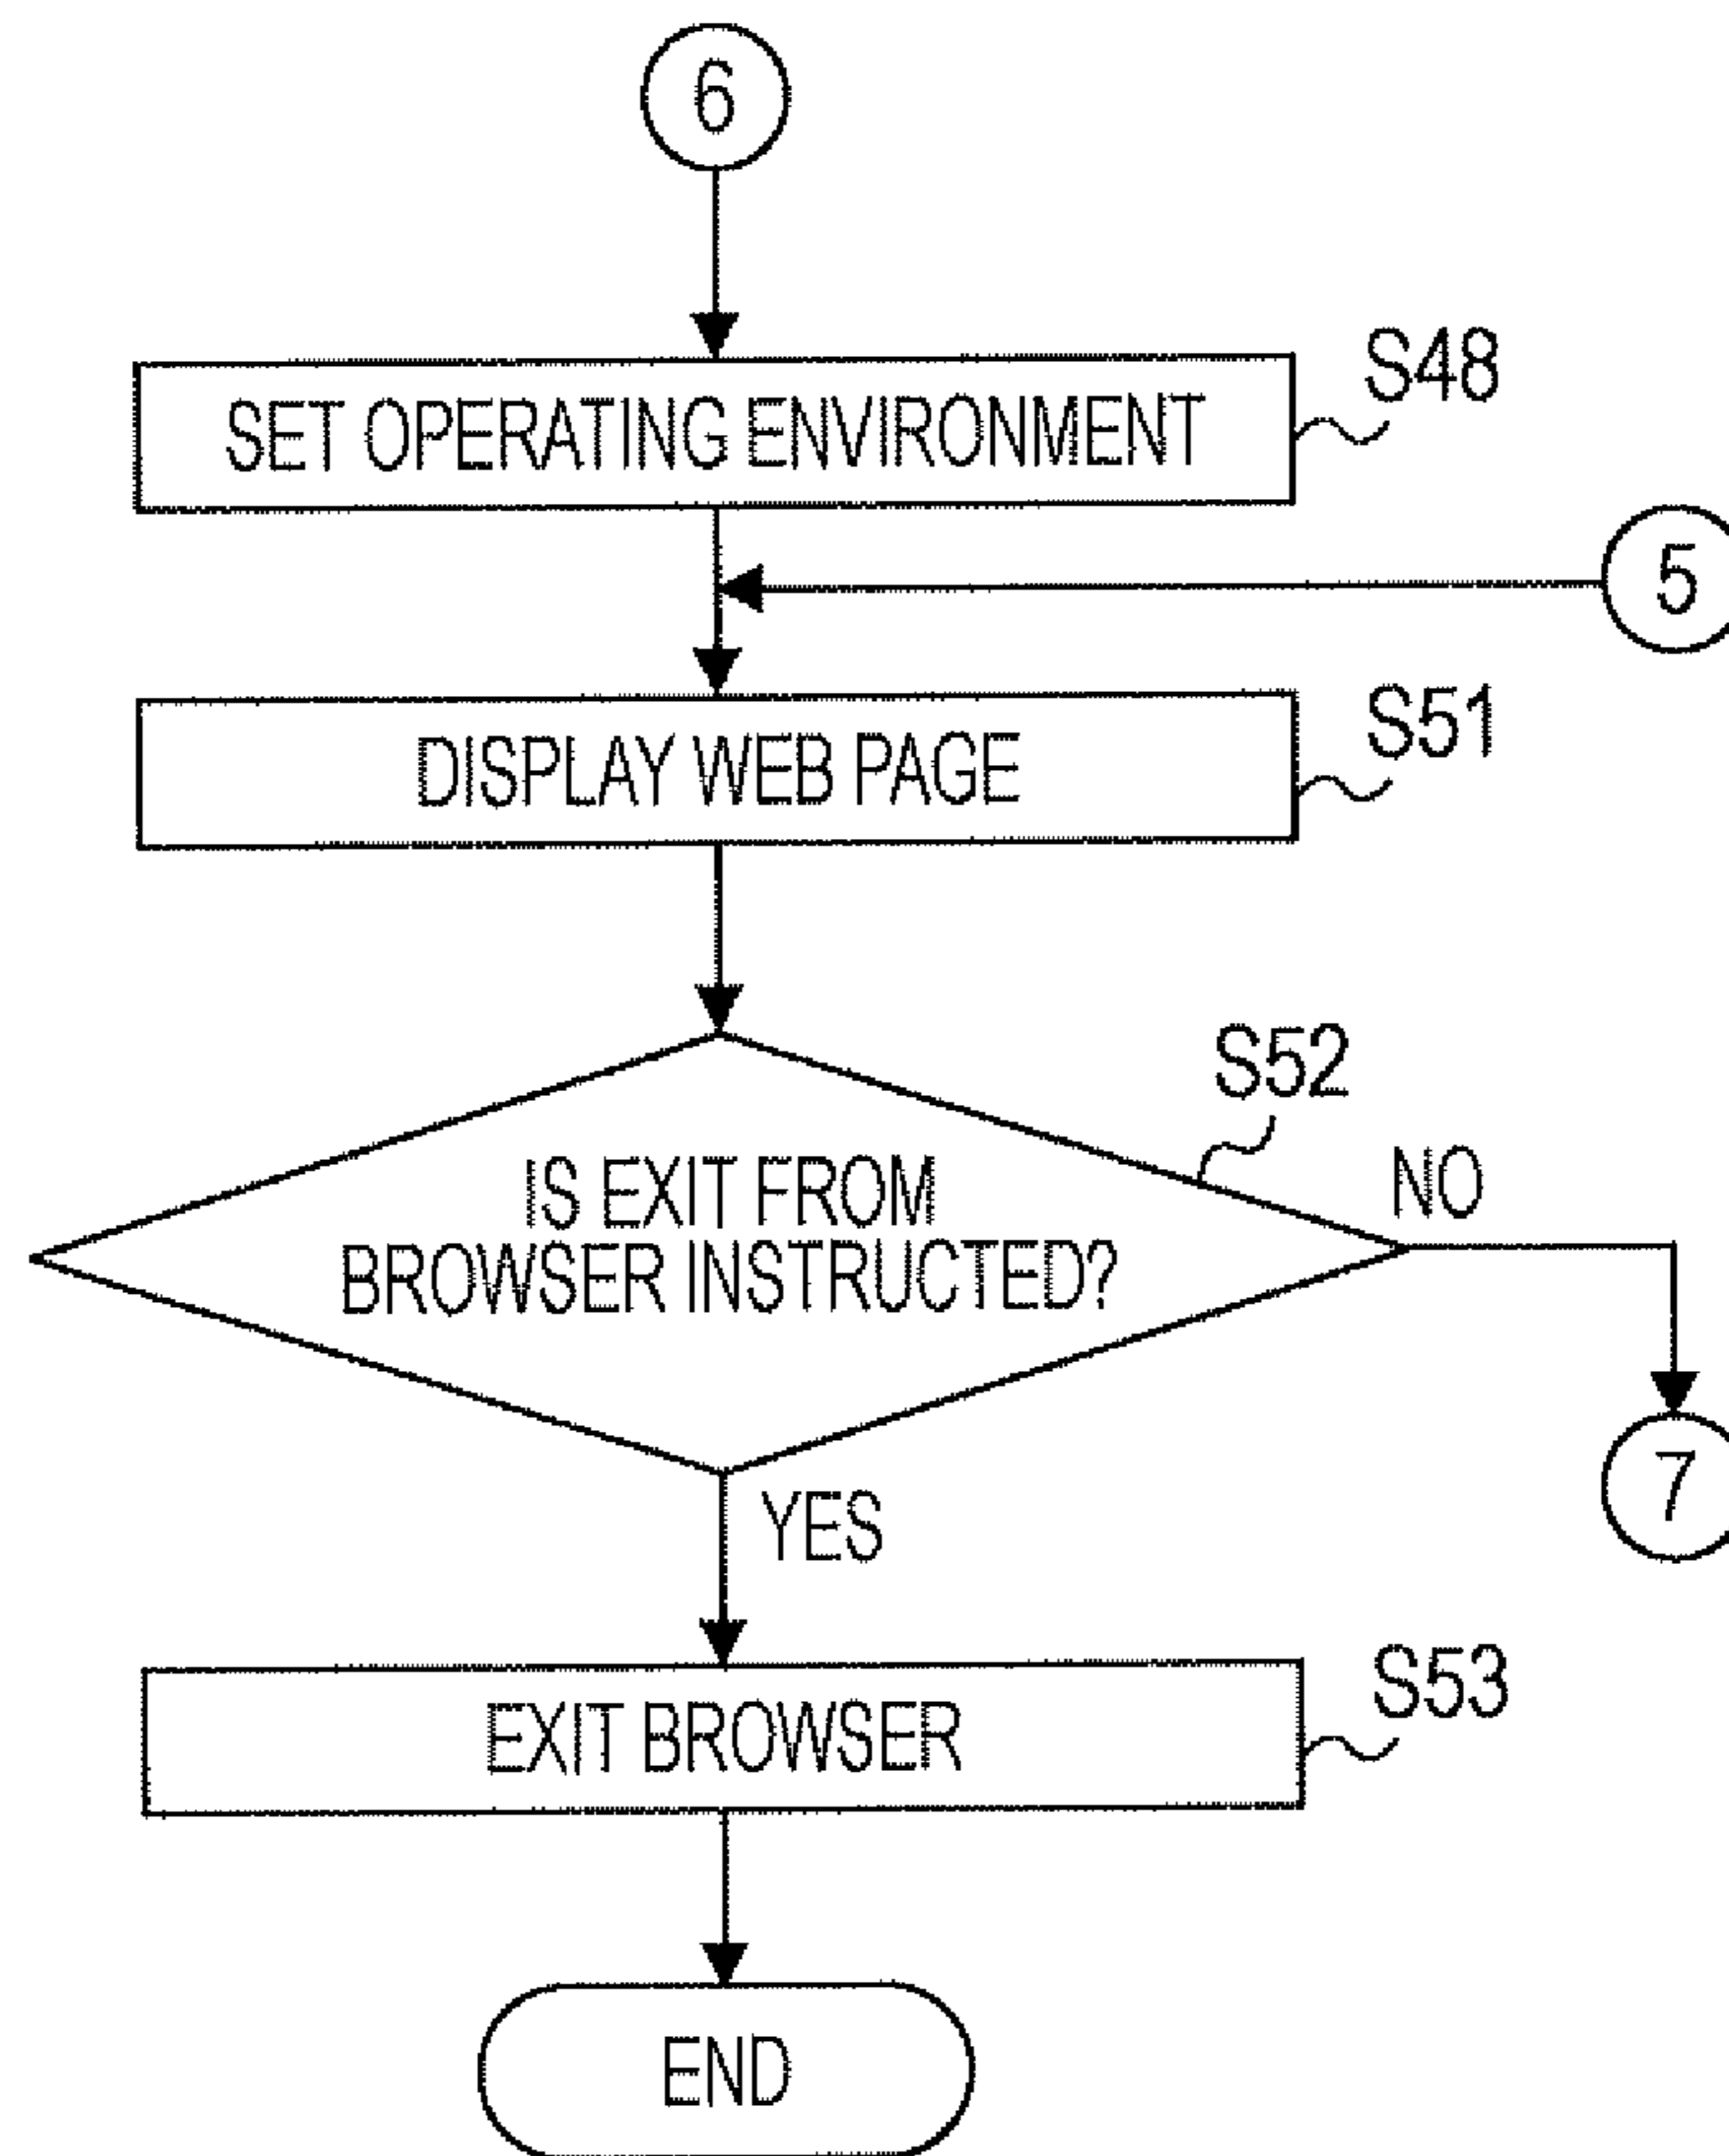 6
S48
SET OPERATING ENVIRONMENT
5
S51
DISPLAY WEB PAGE
S52
IS EXIT FROM
BROWSER INSTRUCTED?
NO
7
YES
S53
EXIT BROWSER
END